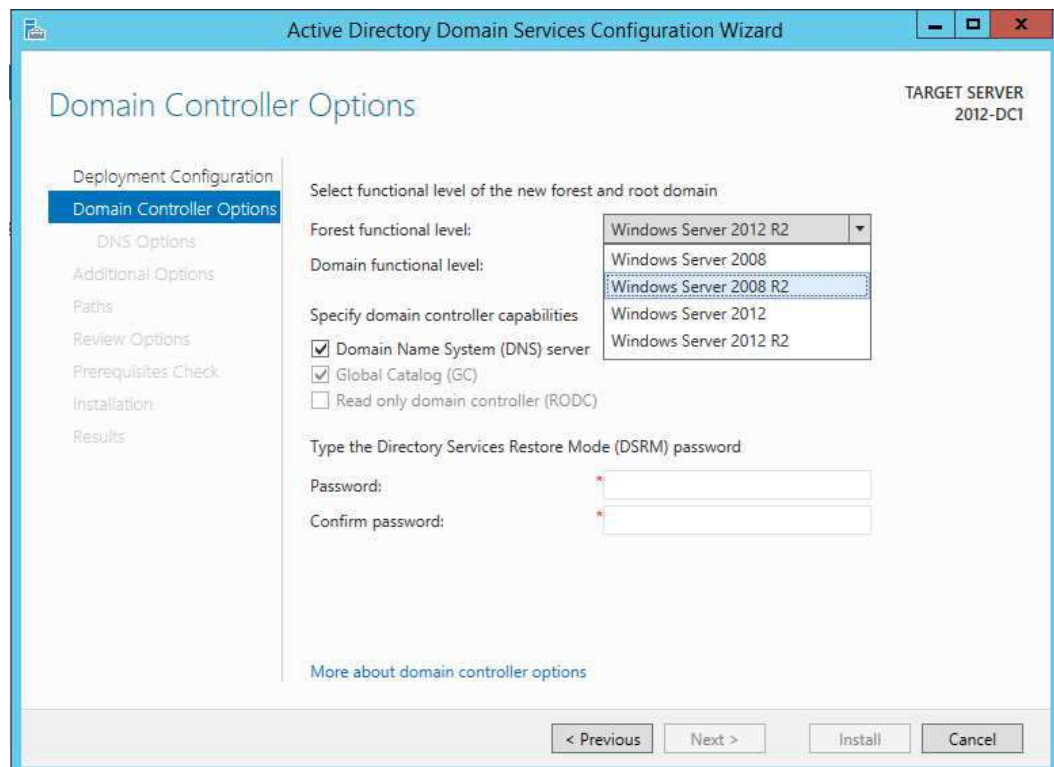 Active Directory Domain Services Configuration Wizard
Domain Controller Options
TARGET SERVER
2012-DC1
Deployment Configuration
Domain Controller Options
DNS Options
Additional Options
Paths
Review Options
Prerequisites Check
Installation
Results
Select functional level of the new forest and root domain
Forest functional level:
Windows Server 2012 R2
Windows Server 2008
Windows Server 2008 R2
Windows Server 2012
Windows Server 2012 R2
Domain functional level:
Specify domain controller capabilities
Domain Name System (DNS) server
Global Catalog (GC)
Read only domain controller (RODC)
Type the Directory Services Restore Mode (DSRM) password
Password: *
Confirm password: *
More about domain controller options
< Previous
Next >
Install
Cancel